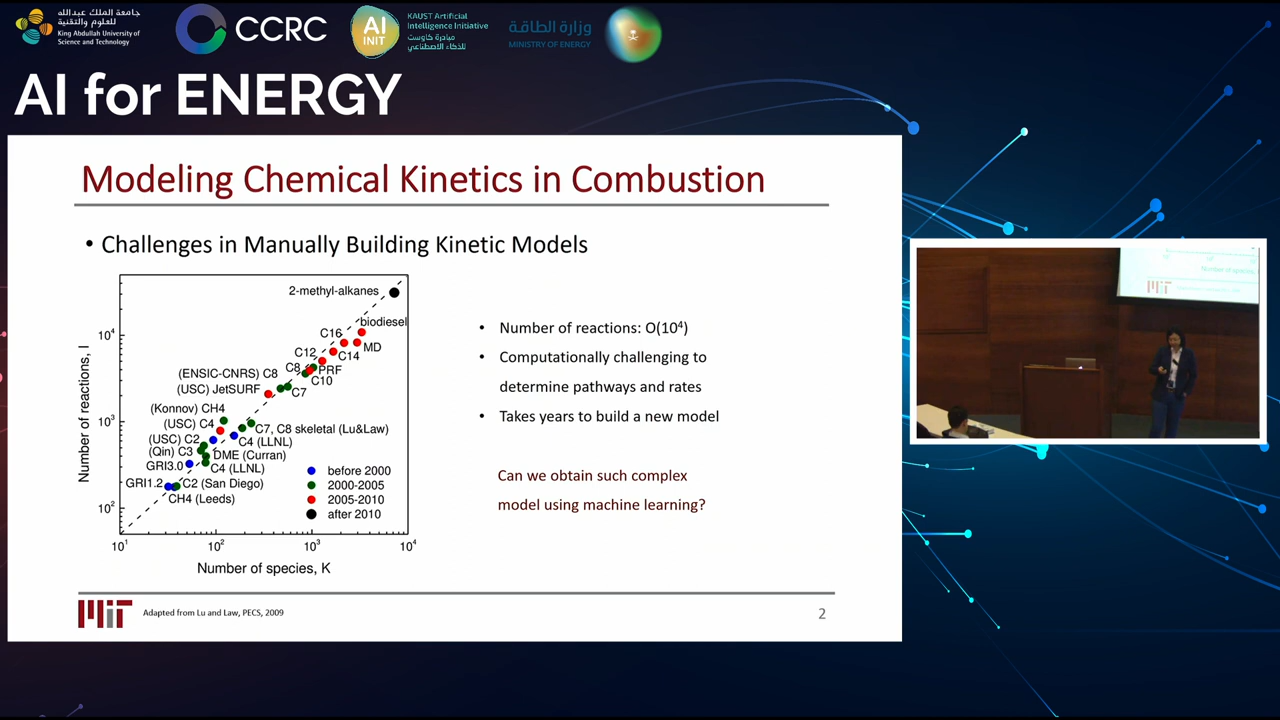 جامعة الملك عبدالله
للعلوم والتقنية
King Abdullah University of
Science and Technology
CCRC
AI
INIT
KAUST Artificial
Intelligence Initiative
مبادرة كاوست
للذكاء الاصطناعي
وزارة الطاقة
MINISTRY OF ENERGY
AI for ENERGY
Modeling Chemical Kinetics in Combustion
• Challenges in Manually Building Kinetic Models
2-methyl-alkanes
biodiesel
C16
MD
C14
C12
C8
PRF
C10
(ENSIC-CNRS) C8
(USC) JetSURF
C7
(Konnov) CH4
(USC) C4
C7, C8 skeletal (Lu&Law)
(USC) C2
C4 (LLNL)
(Qin) C3
DME (Curran)
GRI3.0
C4 (LLNL)
GRI1.2
C2 (San Diego)
CH4 (Leeds)
before 2000
2000-2005
2005-2010
after 2010
10⁴
10³
10²
Number of reactions, I
10¹
10²
10³
10⁴
Number of species, K
• Number of reactions: O(10⁴)
• Computationally challenging to
determine pathways and rates
• Takes years to build a new model
Can we obtain such complex
model using machine learning?
MIT
Adapted from Lu and Law, PECS, 2009
2
Number of species,